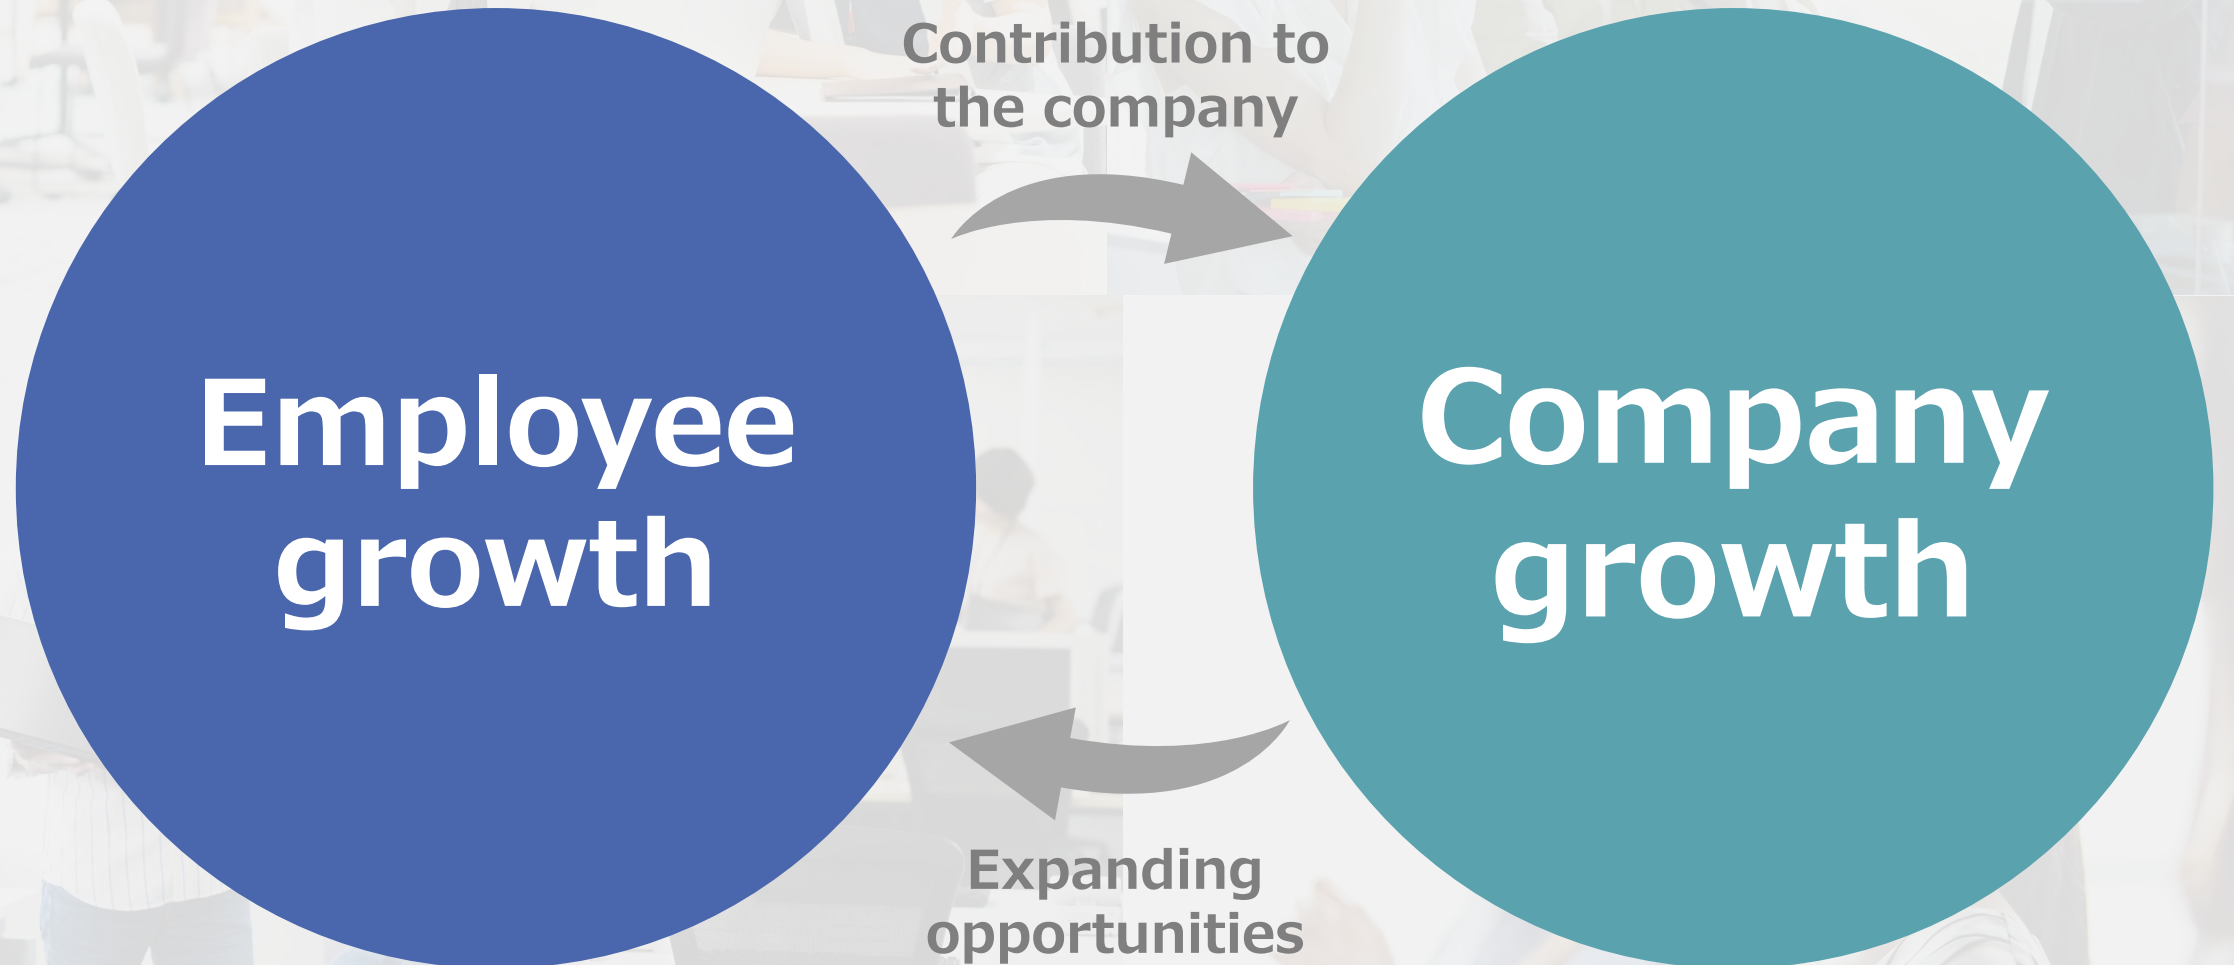 Contribution to
the company
Employee
growth
Company
growth
Expanding
opportunities